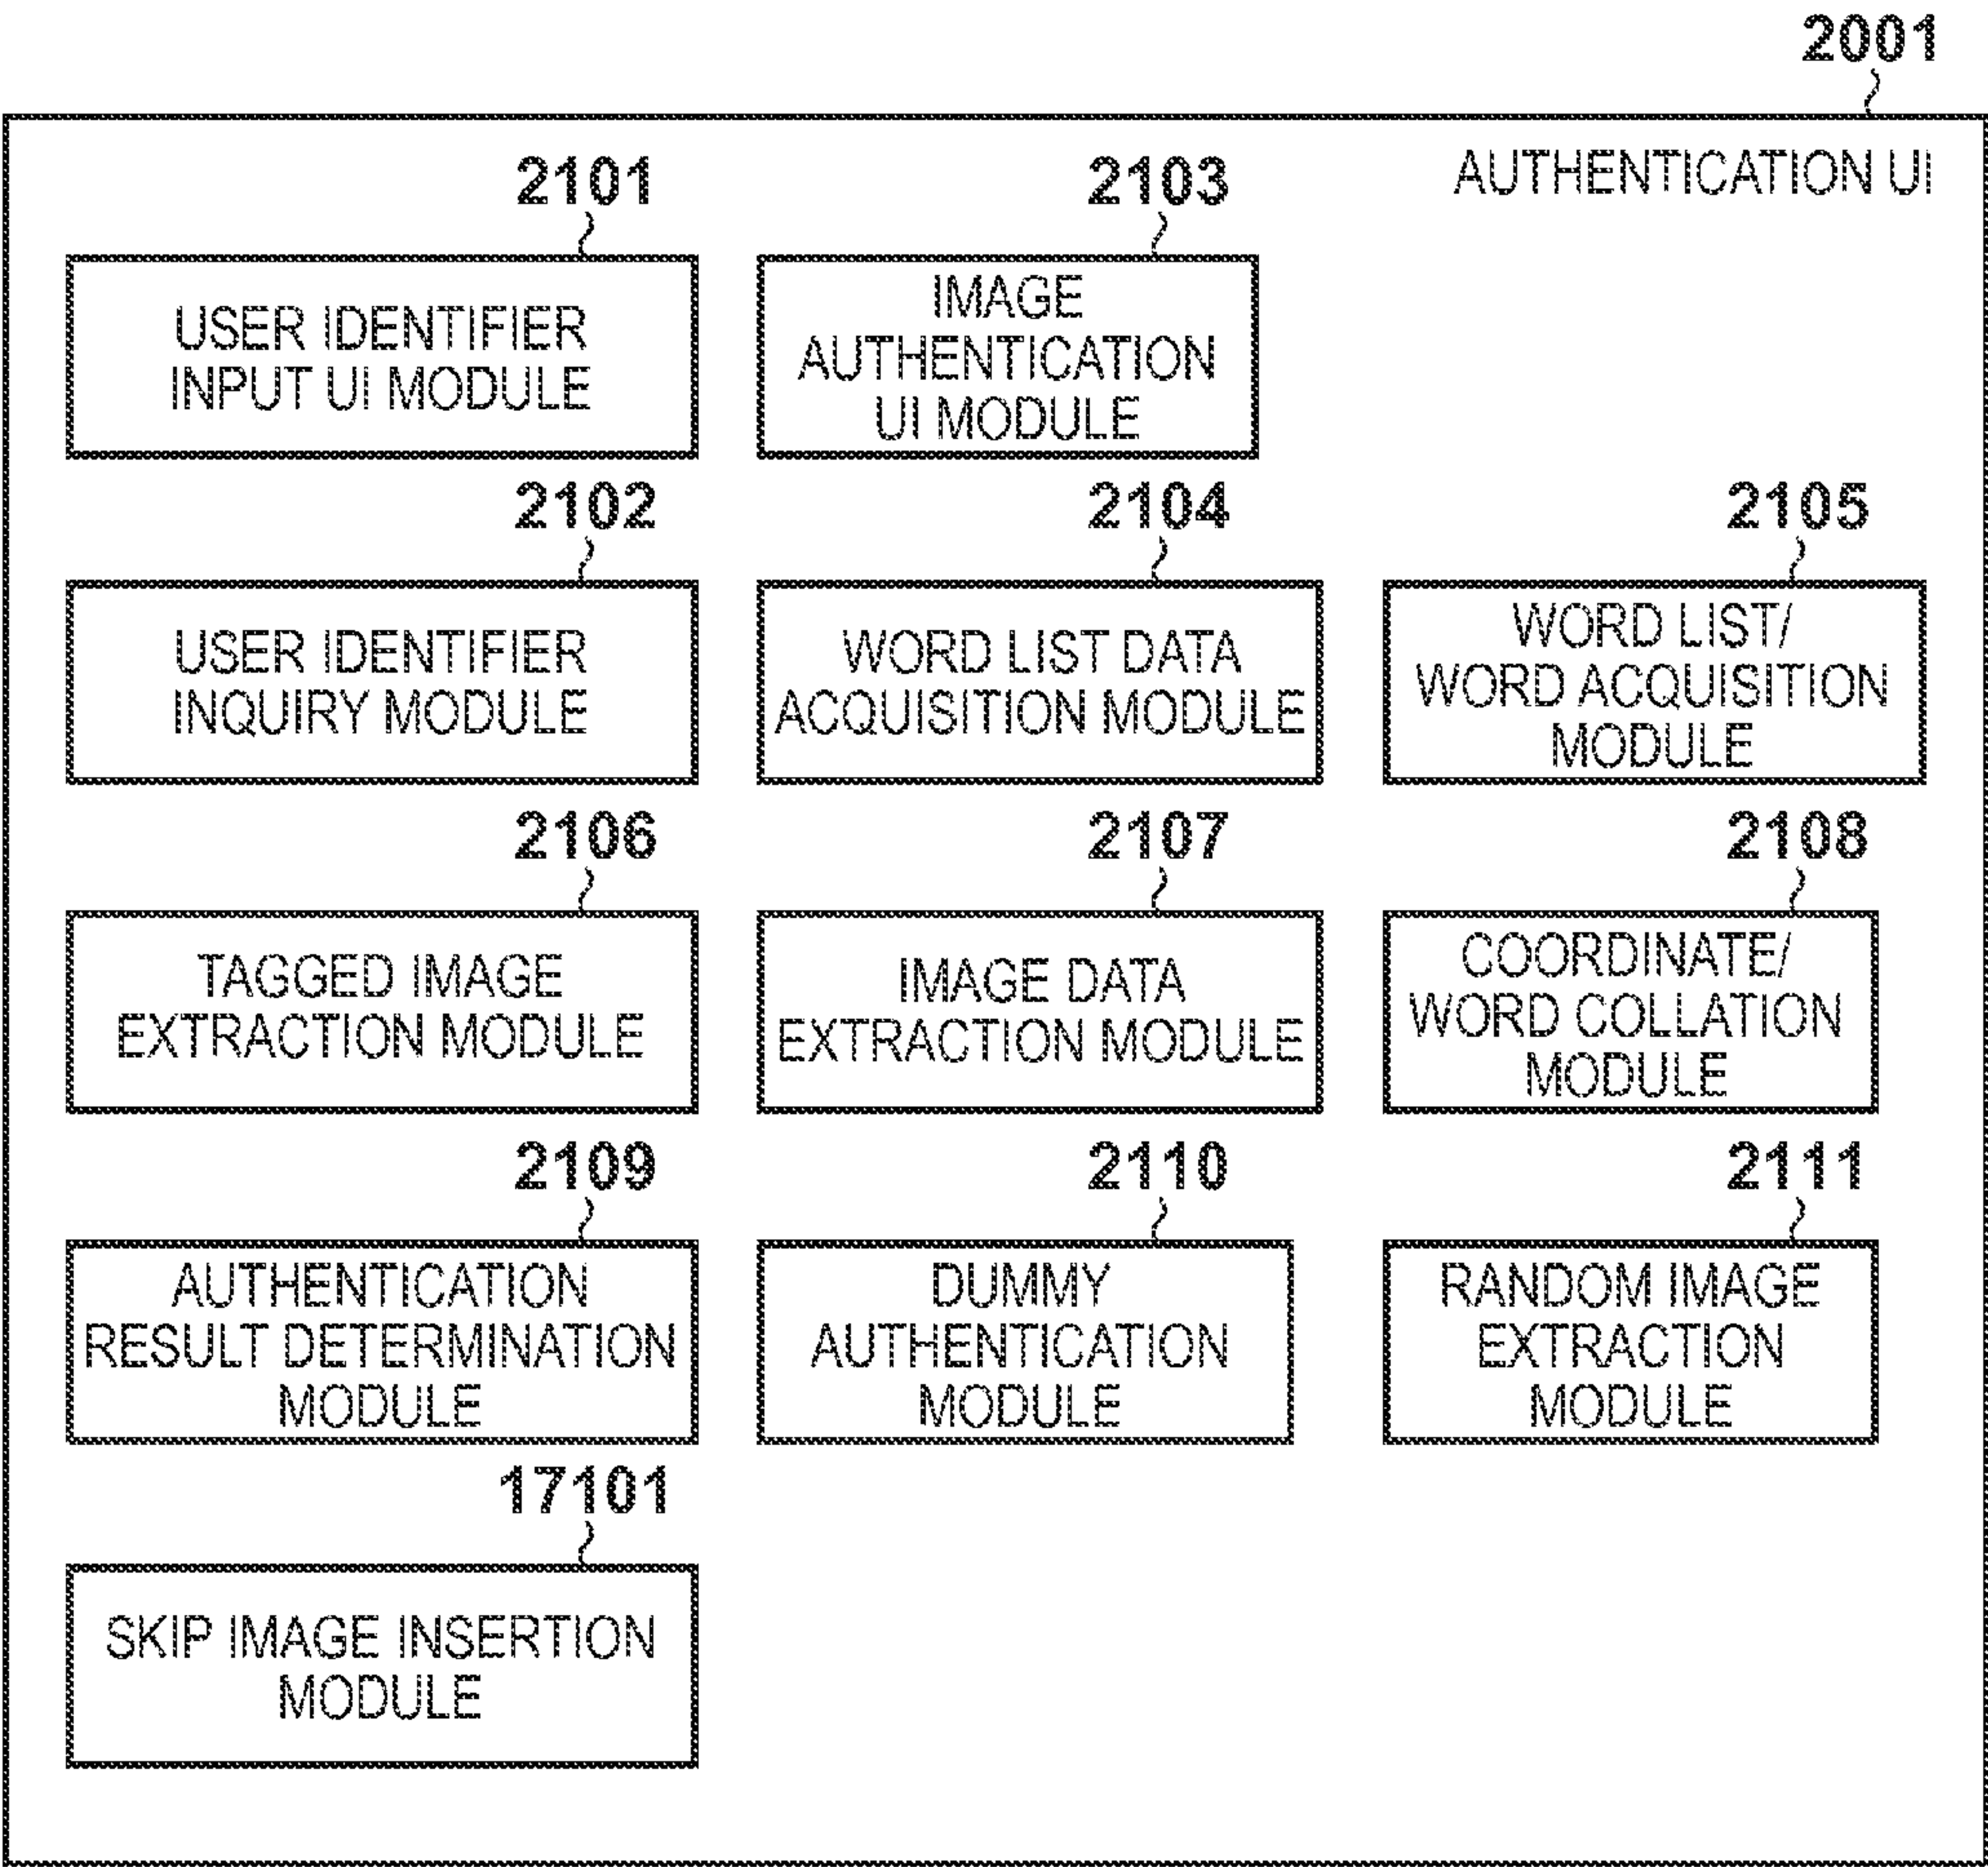 2001
AUTHENTICATION UI
2101
USER IDENTIFIER
INPUT UI MODULE
2103
IMAGE
AUTHENTICATION
UI MODULE
2102
USER IDENTIFIER
INQUIRY MODULE
2104
WORD LIST DATA
ACQUISITION MODULE
2105
WORD LIST/
WORD ACQUISITION
MODULE
2106
TAGGED IMAGE
EXTRACTION MODULE
2107
IMAGE DATA
EXTRACTION MODULE
2108
COORDINATE/
WORD COLLATION
MODULE
2109
AUTHENTICATION
RESULT DETERMINATION
MODULE
2110
DUMMY
AUTHENTICATION
MODULE
2111
RANDOM IMAGE
EXTRACTION
MODULE
17101
SKIP IMAGE INSERTION
MODULE